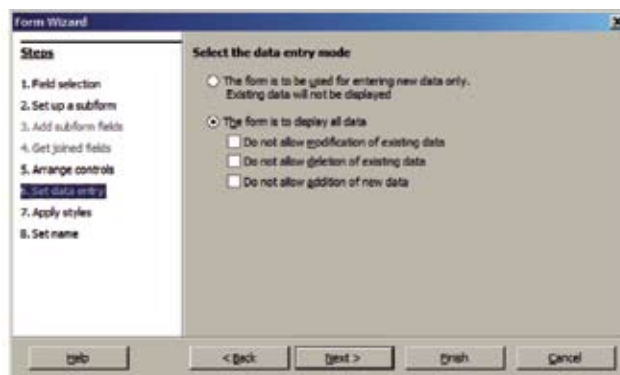 Form Wizard
Steps
1. Field selection
2. Set up a subform
3. Add subform fields
4. Get joined fields
5. Arrange controls
6. Set data entry
7. Apply styles
8. Set name
Select the data entry mode
The form is to be used for entering new data only.
Existing data will not be displayed
The form is to display all data
Do not allow modification of existing data
Do not allow deletion of existing data
Do not allow addition of new data
Help
< Back
Next >
Finish
Cancel